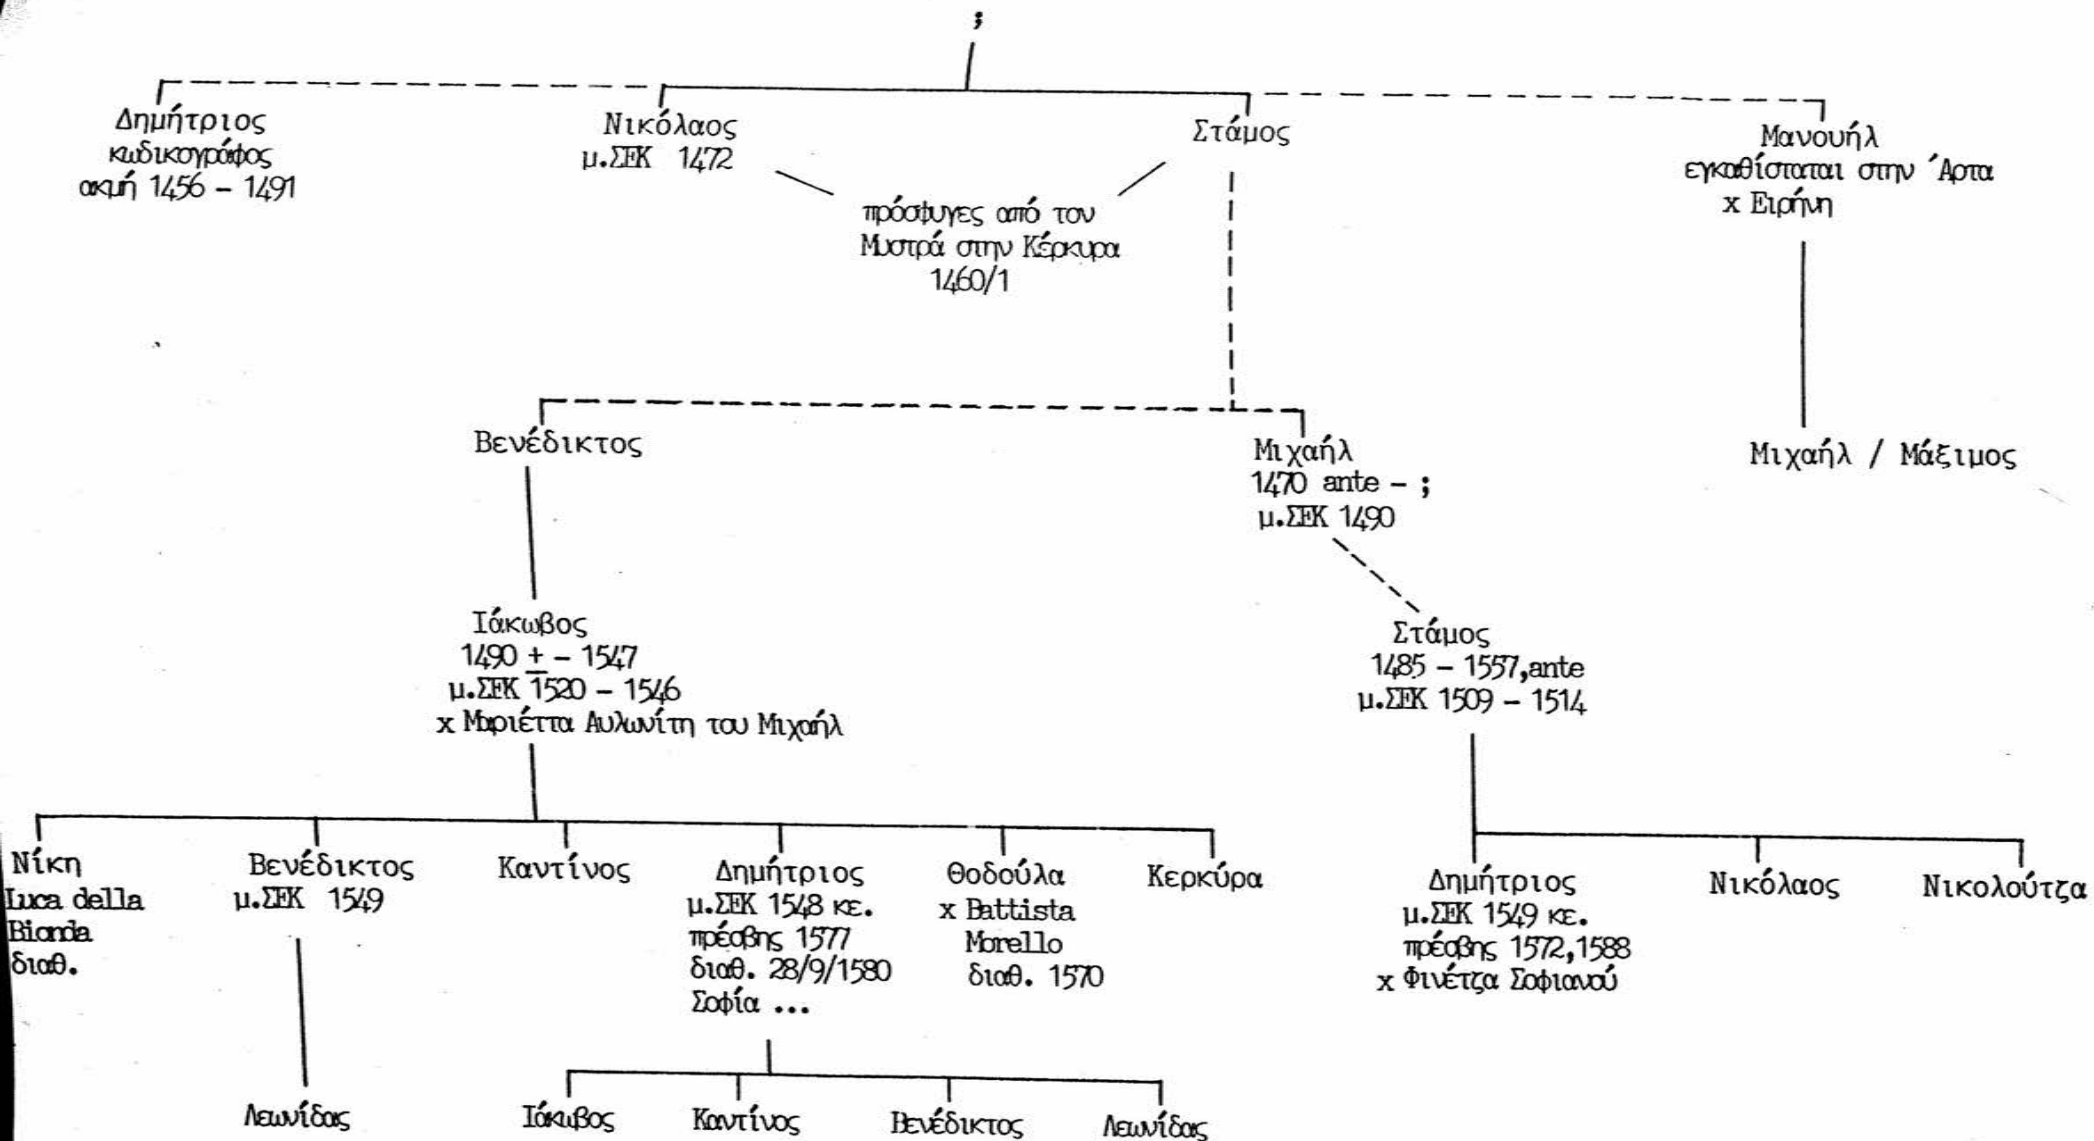 ;
Δημήτριος
κωδικογράφος
ακμή 1456 - 1491
Νικόλαος
μ.ΣΕΚ 1472
Στάμος
Μανουήλ
εγκαθίσταται στην Άρτα
x Ειρήνη
πρόσφυγες από τον
Μυστρά στην Κέρκυρα
1460/1
Βενέδικτος
Μιχαήλ
1470 ante - ;
μ.ΣΕΚ 1490
Μιχαήλ / Μάξιμος
Ιάκωβος
1490 ± - 1547
μ.ΣΕΚ 1520 - 1546
x Μαριέττα Αυλωνίτη του Μιχαήλ
Στάμος
1485 - 1557,ante
μ.ΣΕΚ 1509 - 1514
Νίκη
Luca della
Bionda
διαθ.
Βενέδικτος
μ.ΣΕΚ 1549
Καντίνος
Δημήτριος
μ.ΣΕΚ 1548 κε.
πρέσβης 1577
διαθ. 28/9/1580
Σοφία ...
Θοδούλα
x Battista
Morello
διαθ. 1570
Κερκύρα
Δημήτριος
μ.ΣΕΚ 1549 κε.
πρέσβης 1572,1588
x Φινέτζα Σοφιανού
Νικόλαος
Νικολούτζα
Λεωνίδας
Ιάκωβος
Καντίνος
Βενέδικτος
Λεωνίδας